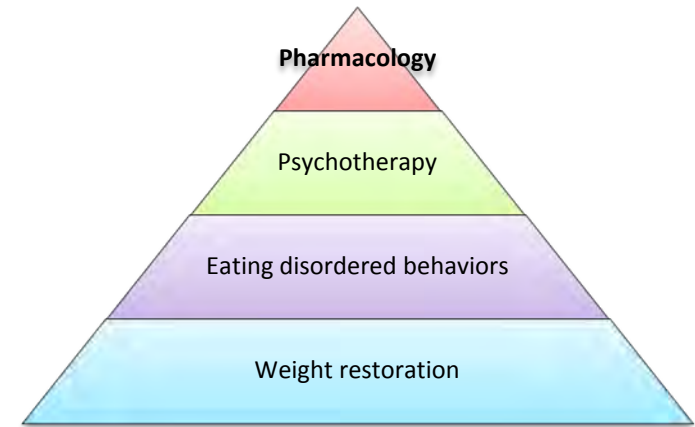 Pharmacology
Psychotherapy
Eating disordered behaviors
Weight restoration